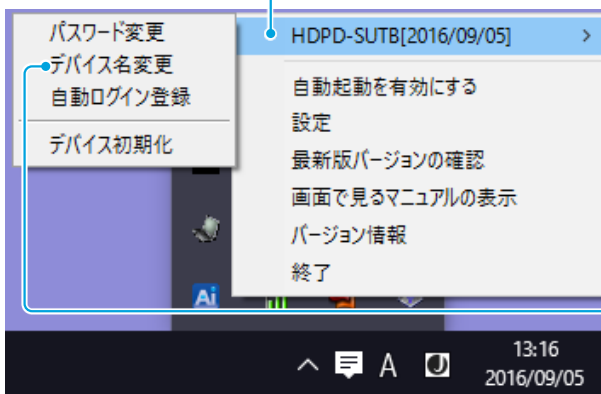 パスワード変更
デバイス名変更
自動ログイン登録
デバイス初期化
HDPD-SUTB[2016/09/05]
自動起動を有効にする
設定
最新版バージョンの確認
画面で見るマニュアルの表示
バージョン情報
終了
Ai
A
J
13:16
2016/09/05